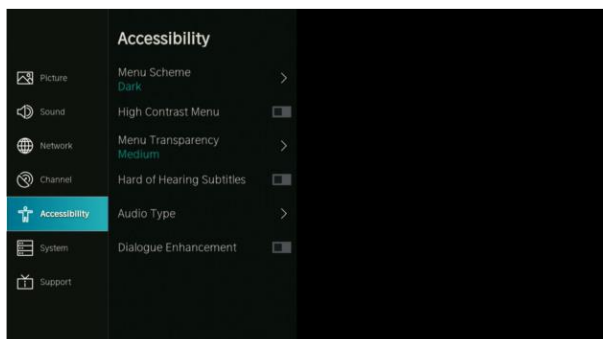 Accessibility
Picture
Sound
Network
Channel
Accessibility
System
Support
Menu Scheme
Dark
High Contrast Menu
Menu Transparency
Medium
Hard of Hearing Subtitles
Audio Type
Dialogue Enhancement